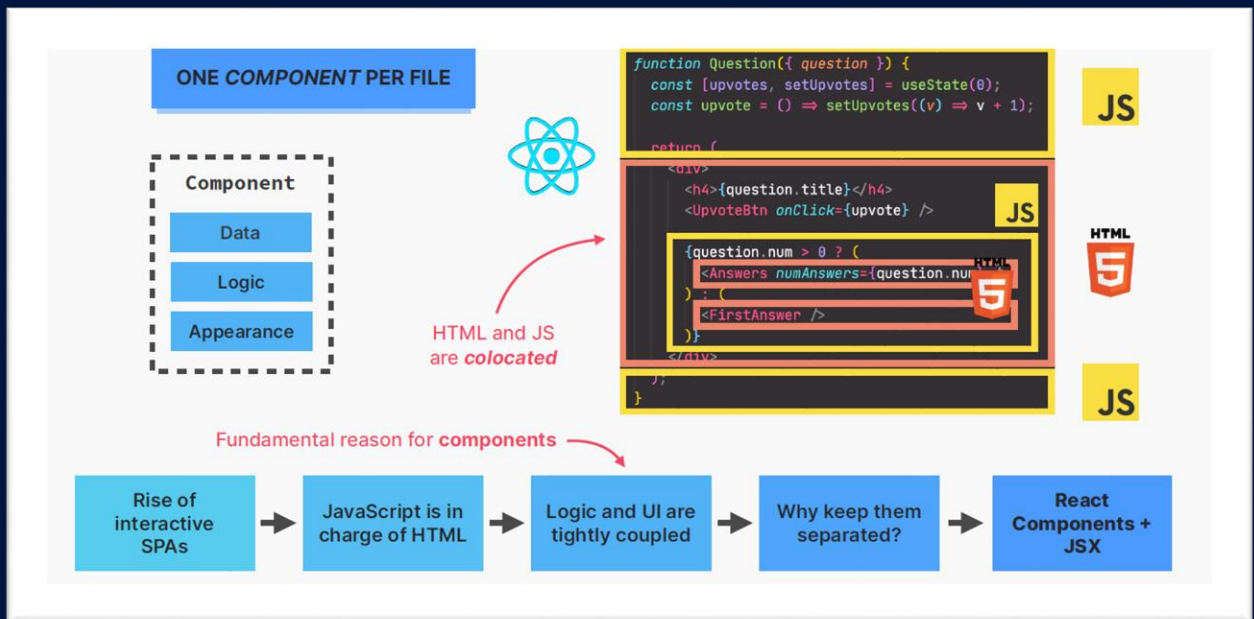 ONE COMPONENT PER FILE
Component
Data
Logic
Appearance
HTML and JS
are colocated
function Question({ question }) {
const [upvotes, setUpvotes] = useState(0);
const upvote = () ⇒ setUpvotes((v) ⇒ v + 1);
return (
<div>
<h4>{question.title}</h4>
<UpvoteBtn onClick={upvote} />
{question.num > 0 ? (
<Answers numAnswers={question.num
) : (
<FirstAnswer />
)}
</div>
);
}
JS
JS
HTML
5
HTML
5
JS
Fundamental reason for components
Rise of
interactive
SPAs
JavaScript is in
charge of HTML
Logic and UI are
tightly coupled
Why keep them
separated?
React
Components +
JSX